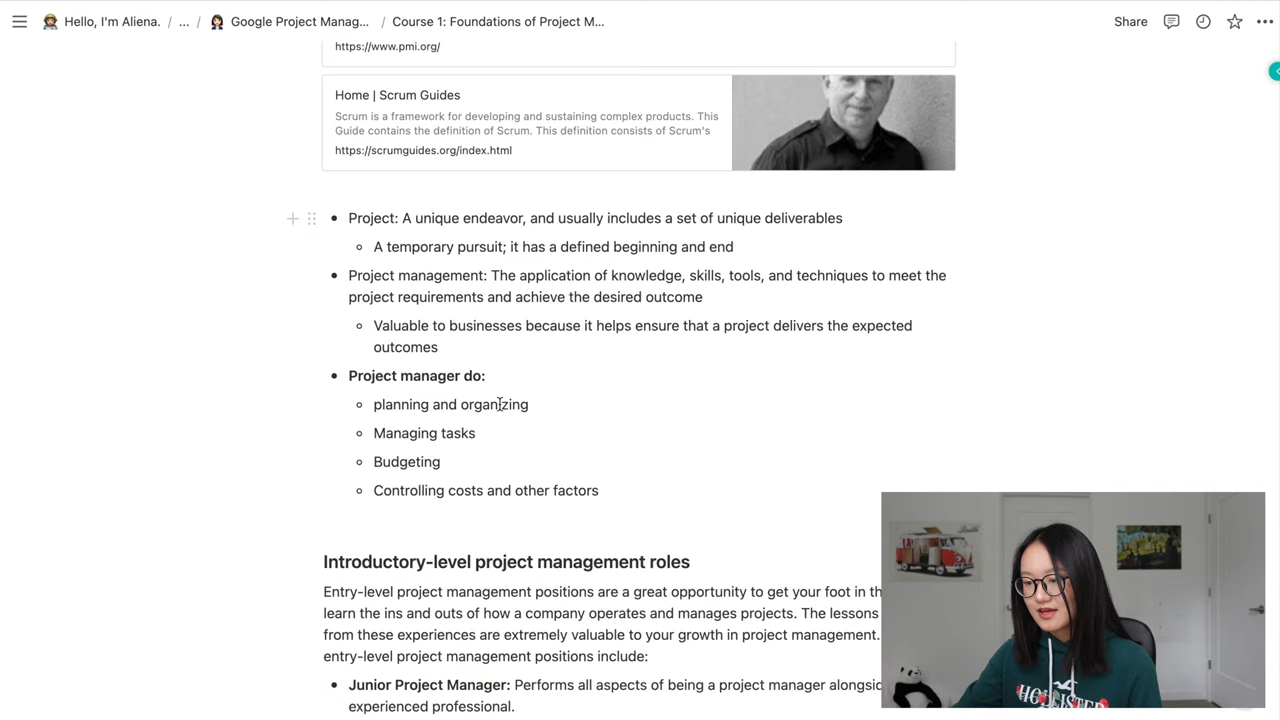 Hello, I'm Aliena. / ... / Google Project Manag... / Course 1: Foundations of Project M...
Share
https://www.pmi.org/
Home | Scrum Guides
Scrum is a framework for developing and sustaining complex products. This
Guide contains the definition of Scrum. This definition consists of Scrum's
https://scrumguides.org/index.html
Project: A unique endeavor, and usually includes a set of unique deliverables
A temporary pursuit; it has a defined beginning and end
Project management: The application of knowledge, skills, tools, and techniques to meet the
project requirements and achieve the desired outcome
Valuable to businesses because it helps ensure that a project delivers the expected
outcomes
Project manager do:
planning and organizing
Managing tasks
Budgeting
Controlling costs and other factors
Introductory-level project management roles
Entry-level project management positions are a great opportunity to get your foot in th
learn the ins and outs of how a company operates and manages projects. The lessons
from these experiences are extremely valuable to your growth in project management.
entry-level project management positions include:
Junior Project Manager: Performs all aspects of being a project manager alongsid
experienced professional.
HOLLISTER